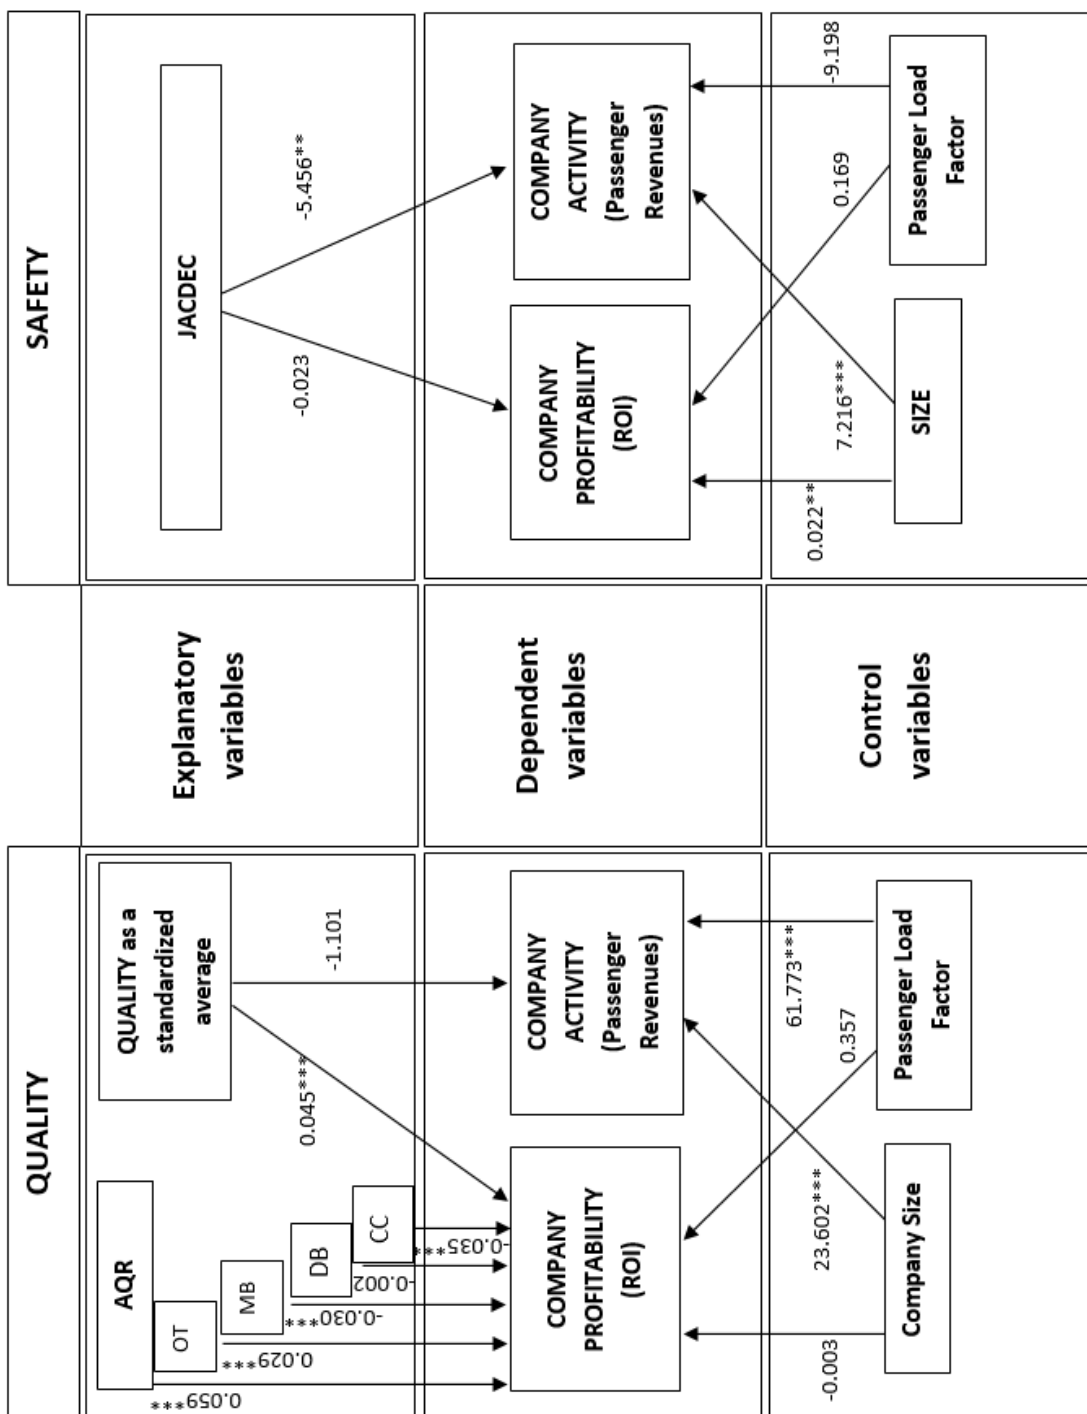 QUALITY
SAFETY
AQR
OT
MB
DB
CC
QUALITY as a
standardized
average
0.059***
0.029***
-0.030***
-0.002
-0.035***
0.045***
-1.101
Explanatory
variables
JACDEC
-0.023
-5.456**
COMPANY
PROFITABILITY
(ROI)
COMPANY
ACTIVITY
(Passenger
Revenues)
Dependent
variables
COMPANY
PROFITABILITY
(ROI)
COMPANY
ACTIVITY
(Passenger
Revenues)
-0.003
23.602***
0.357
61.773***
Company Size
Passenger Load
Factor
Control
variables
0.022**
7.216***
0.169
-9.198
SIZE
Passenger Load
Factor